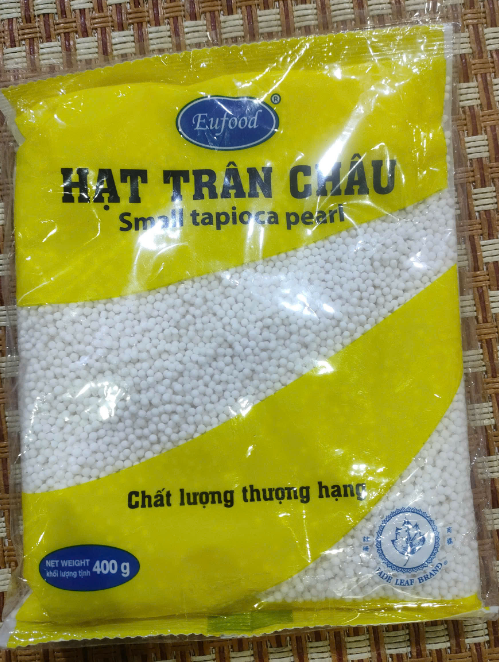 Eufood ®
HẠT TRÂN CHÂU
Small tapioca pearl
Chất lượng thượng hạng
NET WEIGHT
khối lượng tịnh
400 g
JADE LEAF BRAND